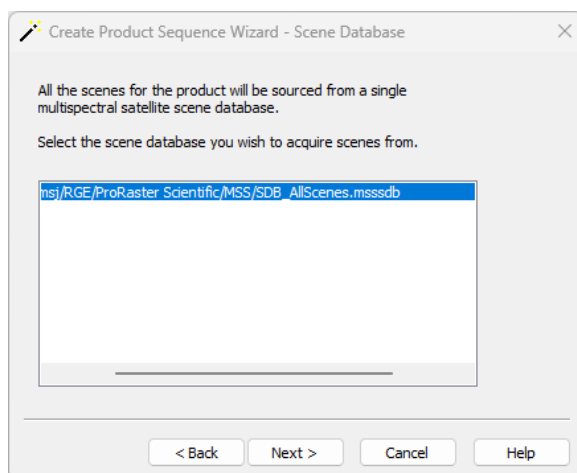 Create Product Sequence Wizard - Scene Database
All the scenes for the product will be sourced from a single
multispectral satellite scene database.
Select the scene database you wish to acquire scenes from.
msj/RGE/ProRaster Scientific/MSS/SDB_AllScenes.msssdb
< Back
Next >
Cancel
Help